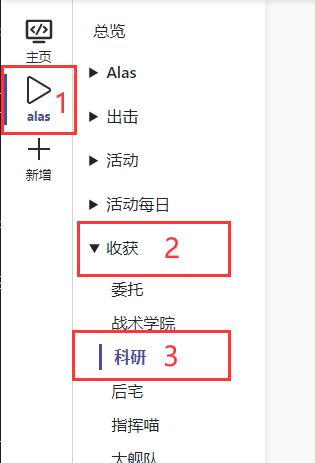 主页
1
alas
新增
总览
Alas
出击
活动
活动每日
收获 2
委托
战术学院
科研 3
后宅
指挥喵
大舰队